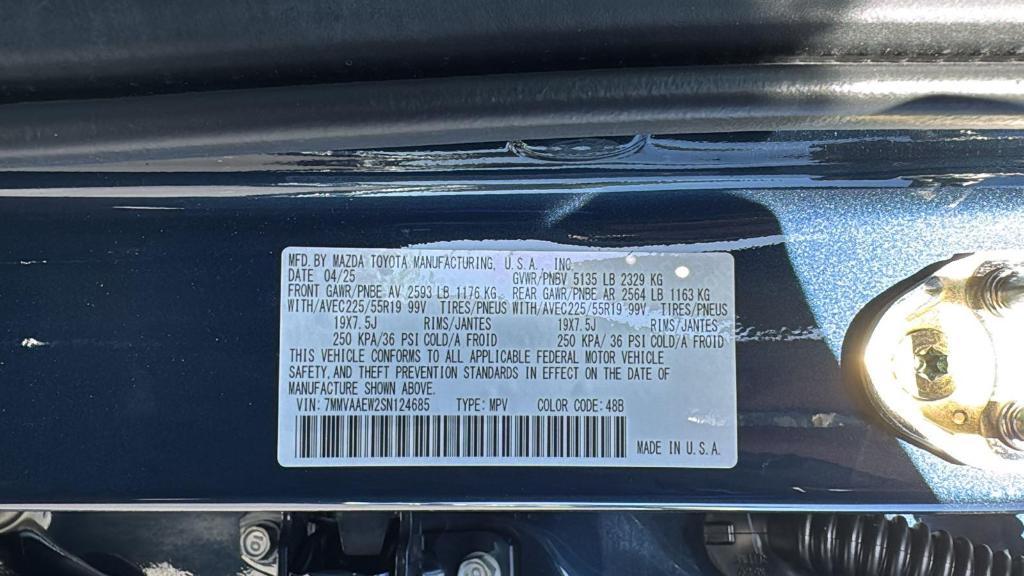 MFD. BY MAZDA TOYOTA MANUFACTURING, U.S.A., INC.
DATE 04/25 GVWR/PNBV 5135 LB 2329 KG
FRONT GAWR/PNBE AV 2593 LB 1176 KG REAR GAWR/PNBE AR 2564 LB 1163 KG
WITH/AVEC225/55R19 99V TIRES/PNEUS WITH/AVEC225/55R19 99V TIRES/PNEUS
19X7.5J RIMS/JANTES 19X7.5J RIMS/JANTES
250 KPA/ 36 PSI COLD/A FROID 250 KPA/ 36 PSI COLD/A FROID
THIS VEHICLE CONFORMS TO ALL APPLICABLE FEDERAL MOTOR VEHICLE
SAFETY, AND THEFT PREVENTION STANDARDS IN EFFECT ON THE DATE OF
MANUFACTURE SHOWN ABOVE.
VIN: 7MMVAAEW2SN124685 TYPE: MPV COLOR CODE: 48B
MADE IN U.S.A.